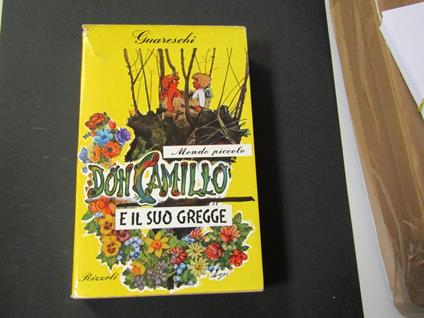 Guareschi
Mondo piccolo
DON CAMILLO
E IL SUO GREGGE
Rizzoli